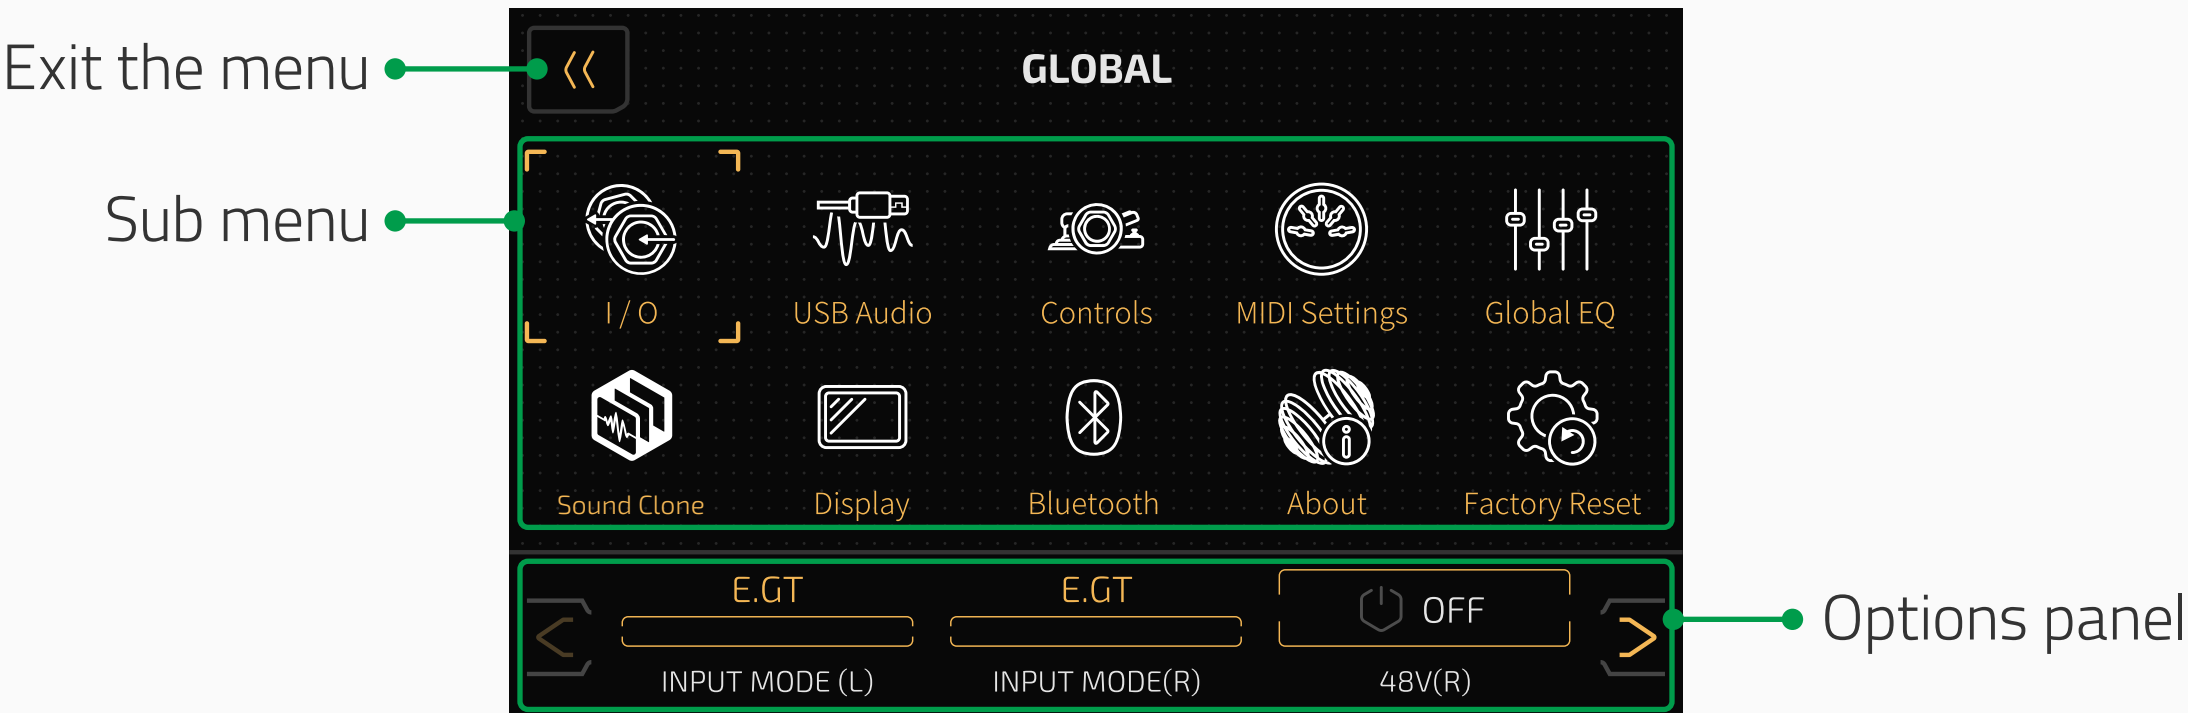 Exit the menu
GLOBAL
Sub menu
I / O
USB Audio
Controls
MIDI Settings
Global EQ
Sound Clone
Display
Bluetooth
About
Factory Reset
E.GT
E.GT
OFF
Options panel
INPUT MODE (L)
INPUT MODE(R)
48V(R)